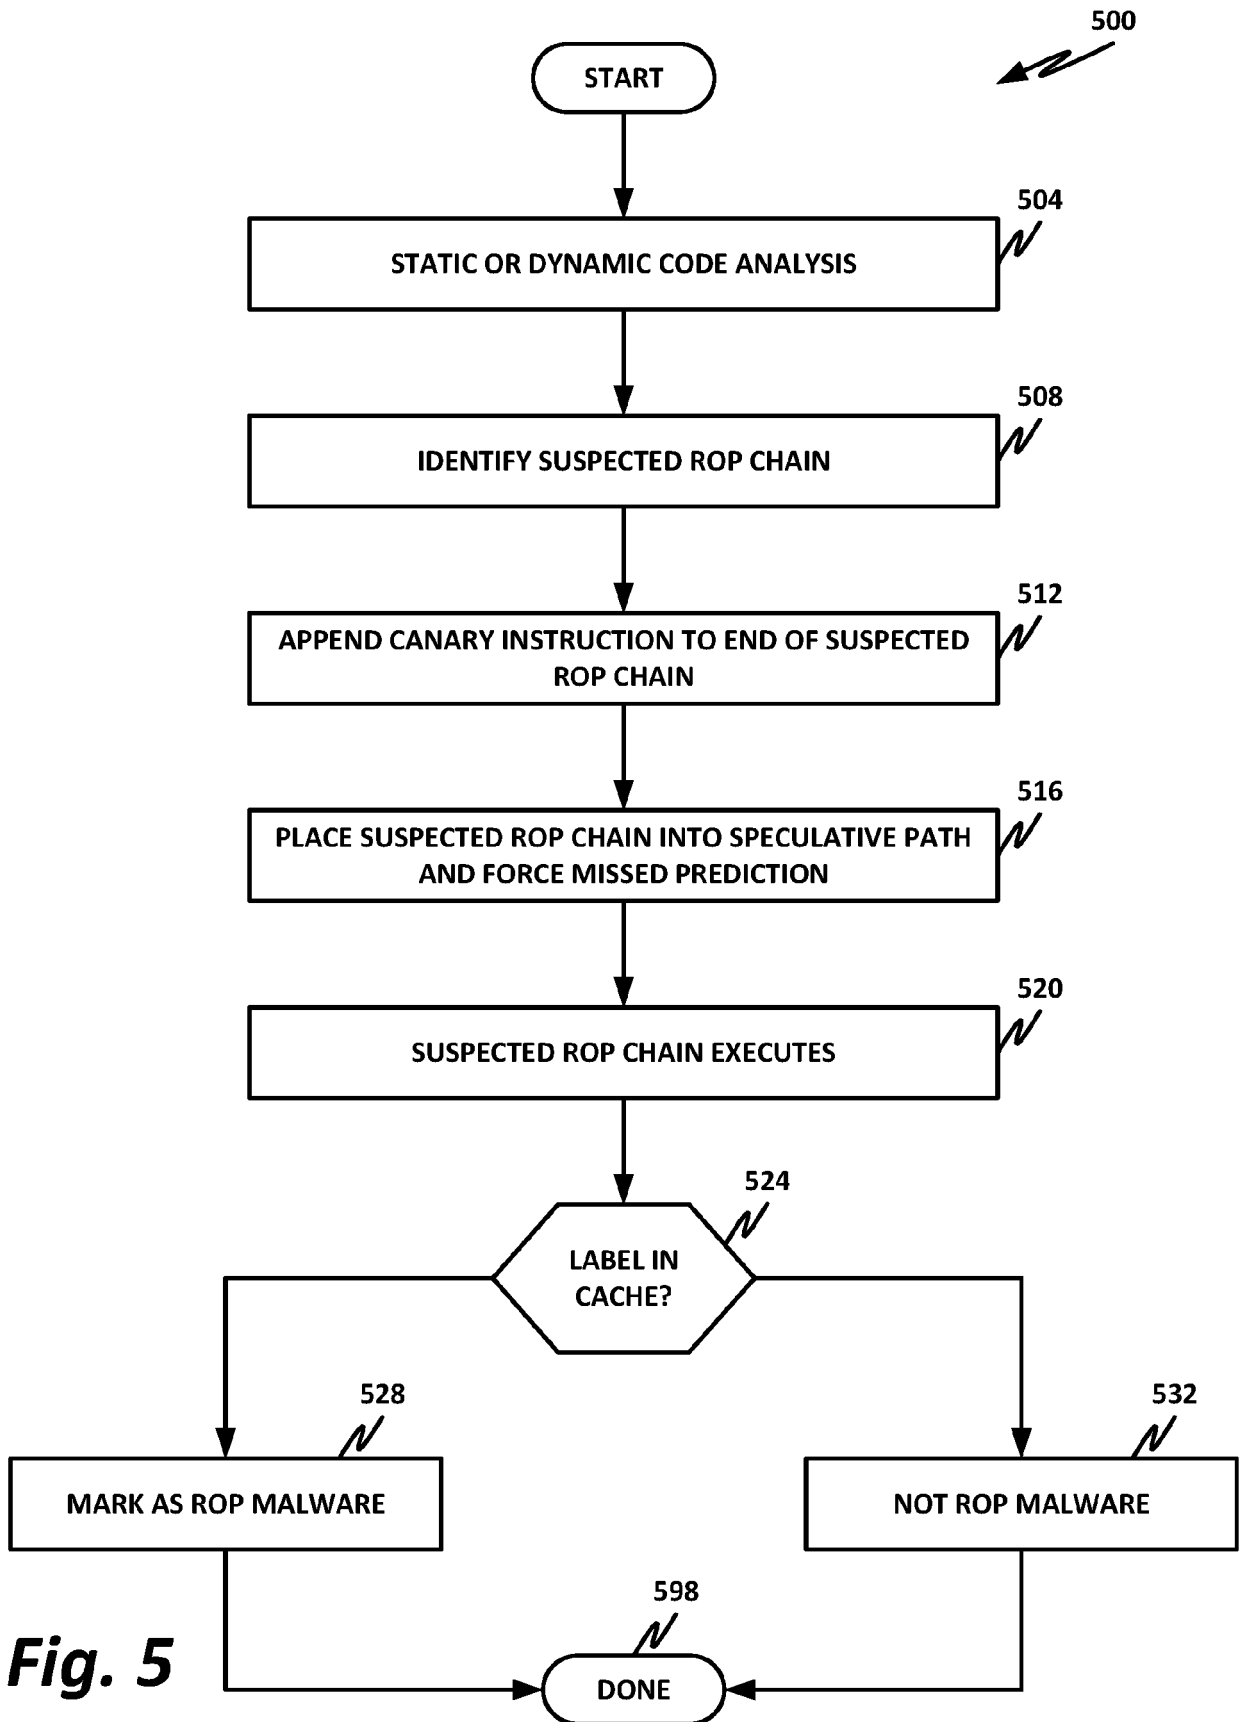 500
START
504
STATIC OR DYNAMIC CODE ANALYSIS
508
IDENTIFY SUSPECTED ROP CHAIN
512
APPEND CANARY INSTRUCTION TO END OF SUSPECTED
ROP CHAIN
516
PLACE SUSPECTED ROP CHAIN INTO SPECULATIVE PATH
AND FORCE MISSED PREDICTION
520
SUSPECTED ROP CHAIN EXECUTES
524
LABEL IN
CACHE?
528
MARK AS ROP MALWARE
532
NOT ROP MALWARE
598
DONE
Fig. 5